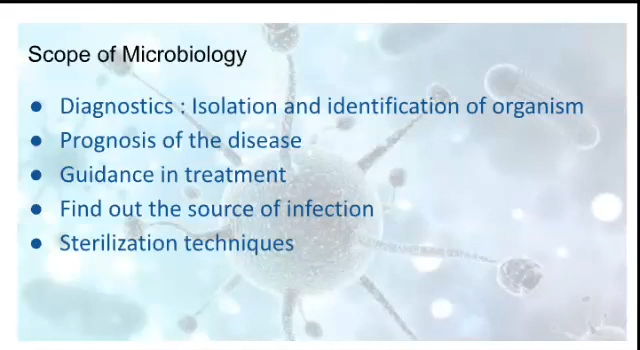 Scope of Microbiology
● Diagnostics : Isolation and identification of organism
● Prognosis of the disease
● Guidance in treatment
● Find out the source of infection
● Sterilization techniques